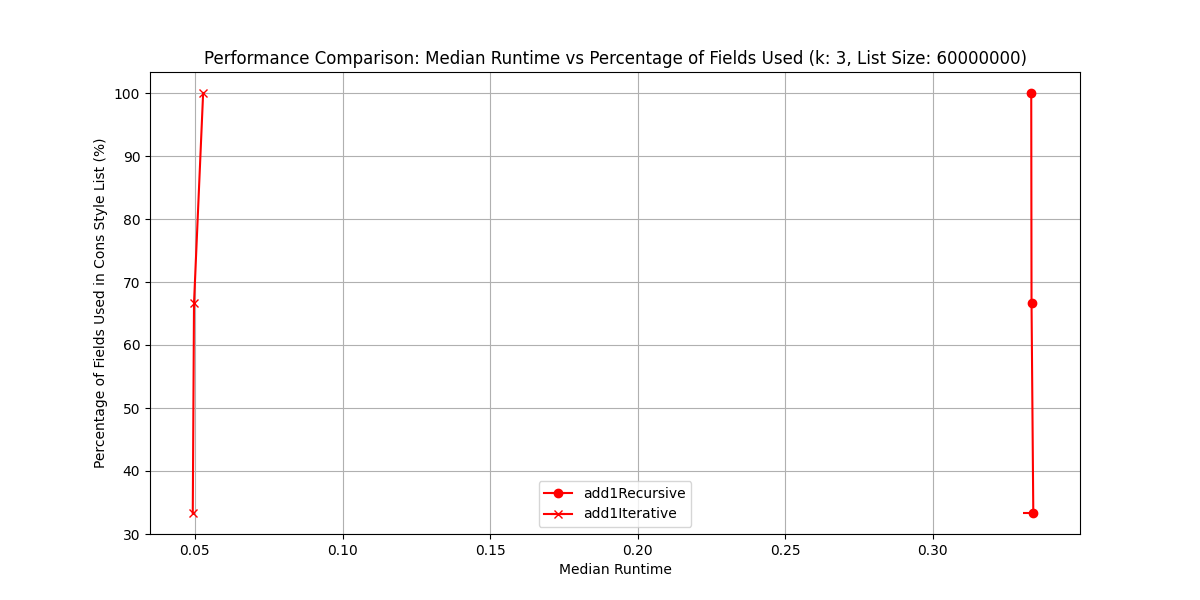 Performance Comparison: Median Runtime vs Percentage of Fields Used (k: 3, List Size: 60000000)
Percentage of Fields Used in Cons Style List (%)
100
90
80
70
60
50
40
30
add1Recursive
add1Iterative
0.05 0.10 0.15 0.20 0.25 0.30
Median Runtime